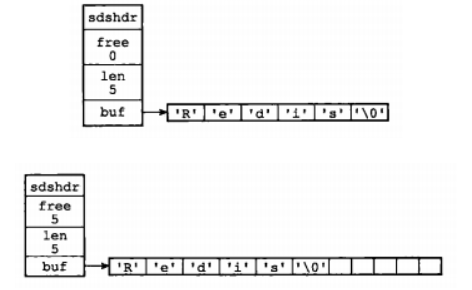 sdshdr
free
0
len
5
buf 'R' 'e' 'd' 'i' 's' '\0'
sdshdr
free
5
len
5
buf 'R' 'e' 'd' 'i' 's' '\0'